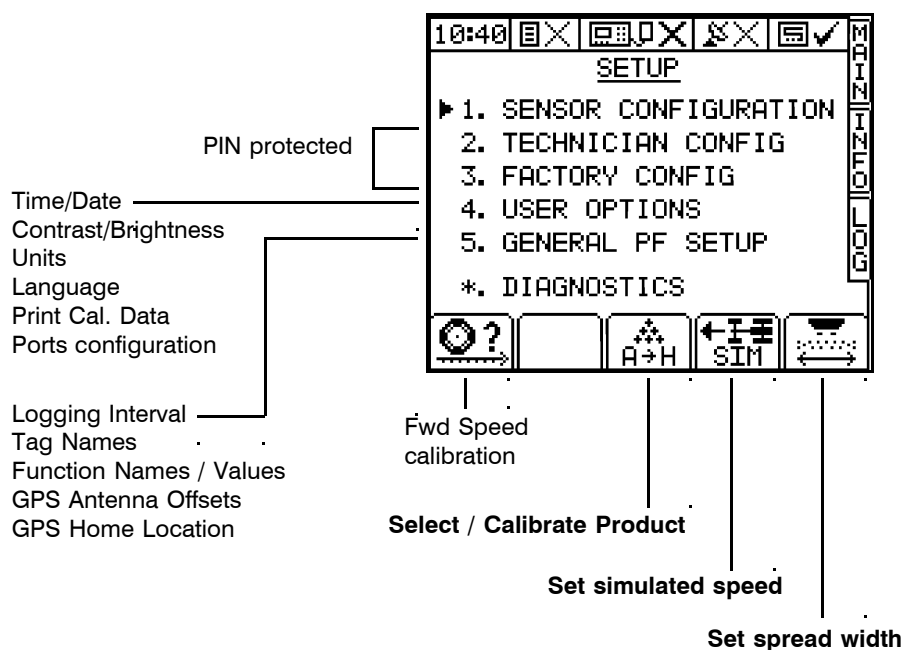 10:40
MAIN
INFO
LOG
SETUP
1. SENSOR CONFIGURATION
2. TECHNICIAN CONFIG
3. FACTORY CONFIG
4. USER OPTIONS
5. GENERAL PF SETUP
*. DIAGNOSTICS
?
A→H
SIM
PIN protected
Time/Date
Contrast/Brightness
Units
Language
Print Cal. Data
Ports configuration
Logging Interval
Tag Names
Function Names / Values
GPS Antenna Offsets
GPS Home Location
Fwd Speed
calibration
Select / Calibrate Product
Set simulated speed
Set spread width